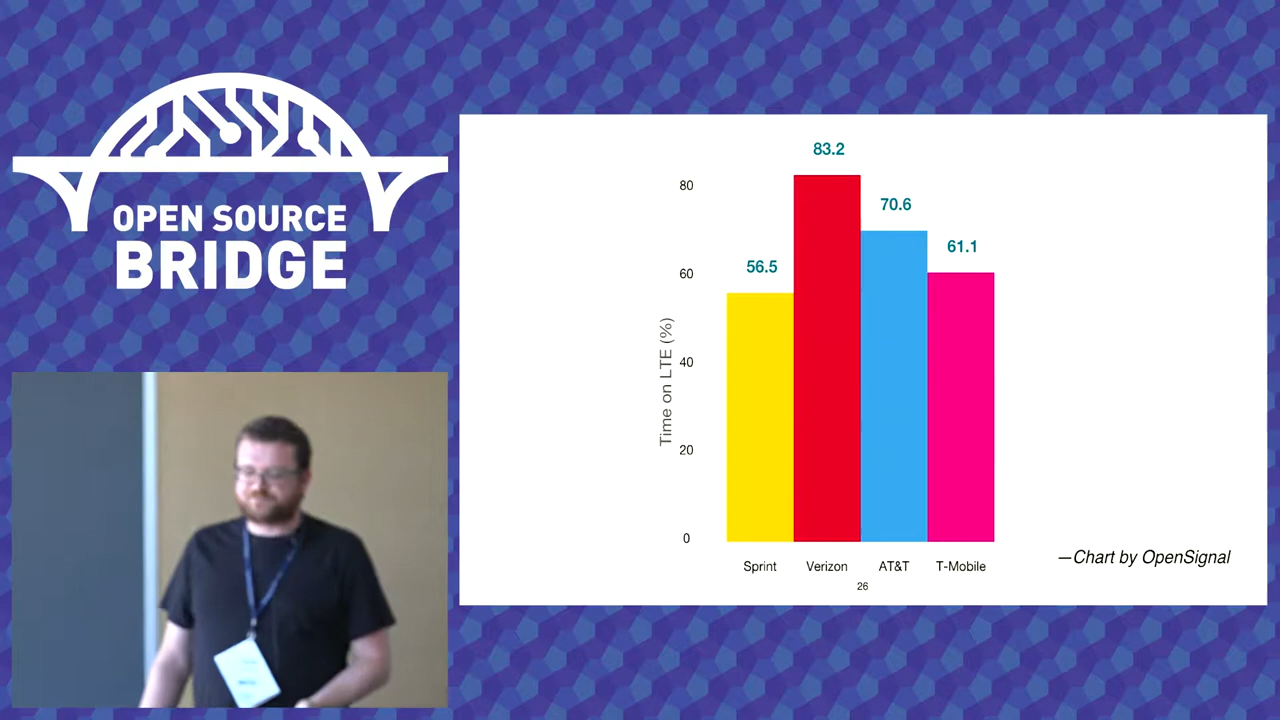 OPEN SOURCE
BRIDGE
83.2
80
70.6
61.1
60
56.5
Time on LTE (%)
40
20
0
Sprint Verizon AT&T T-Mobile
—Chart by OpenSignal
26